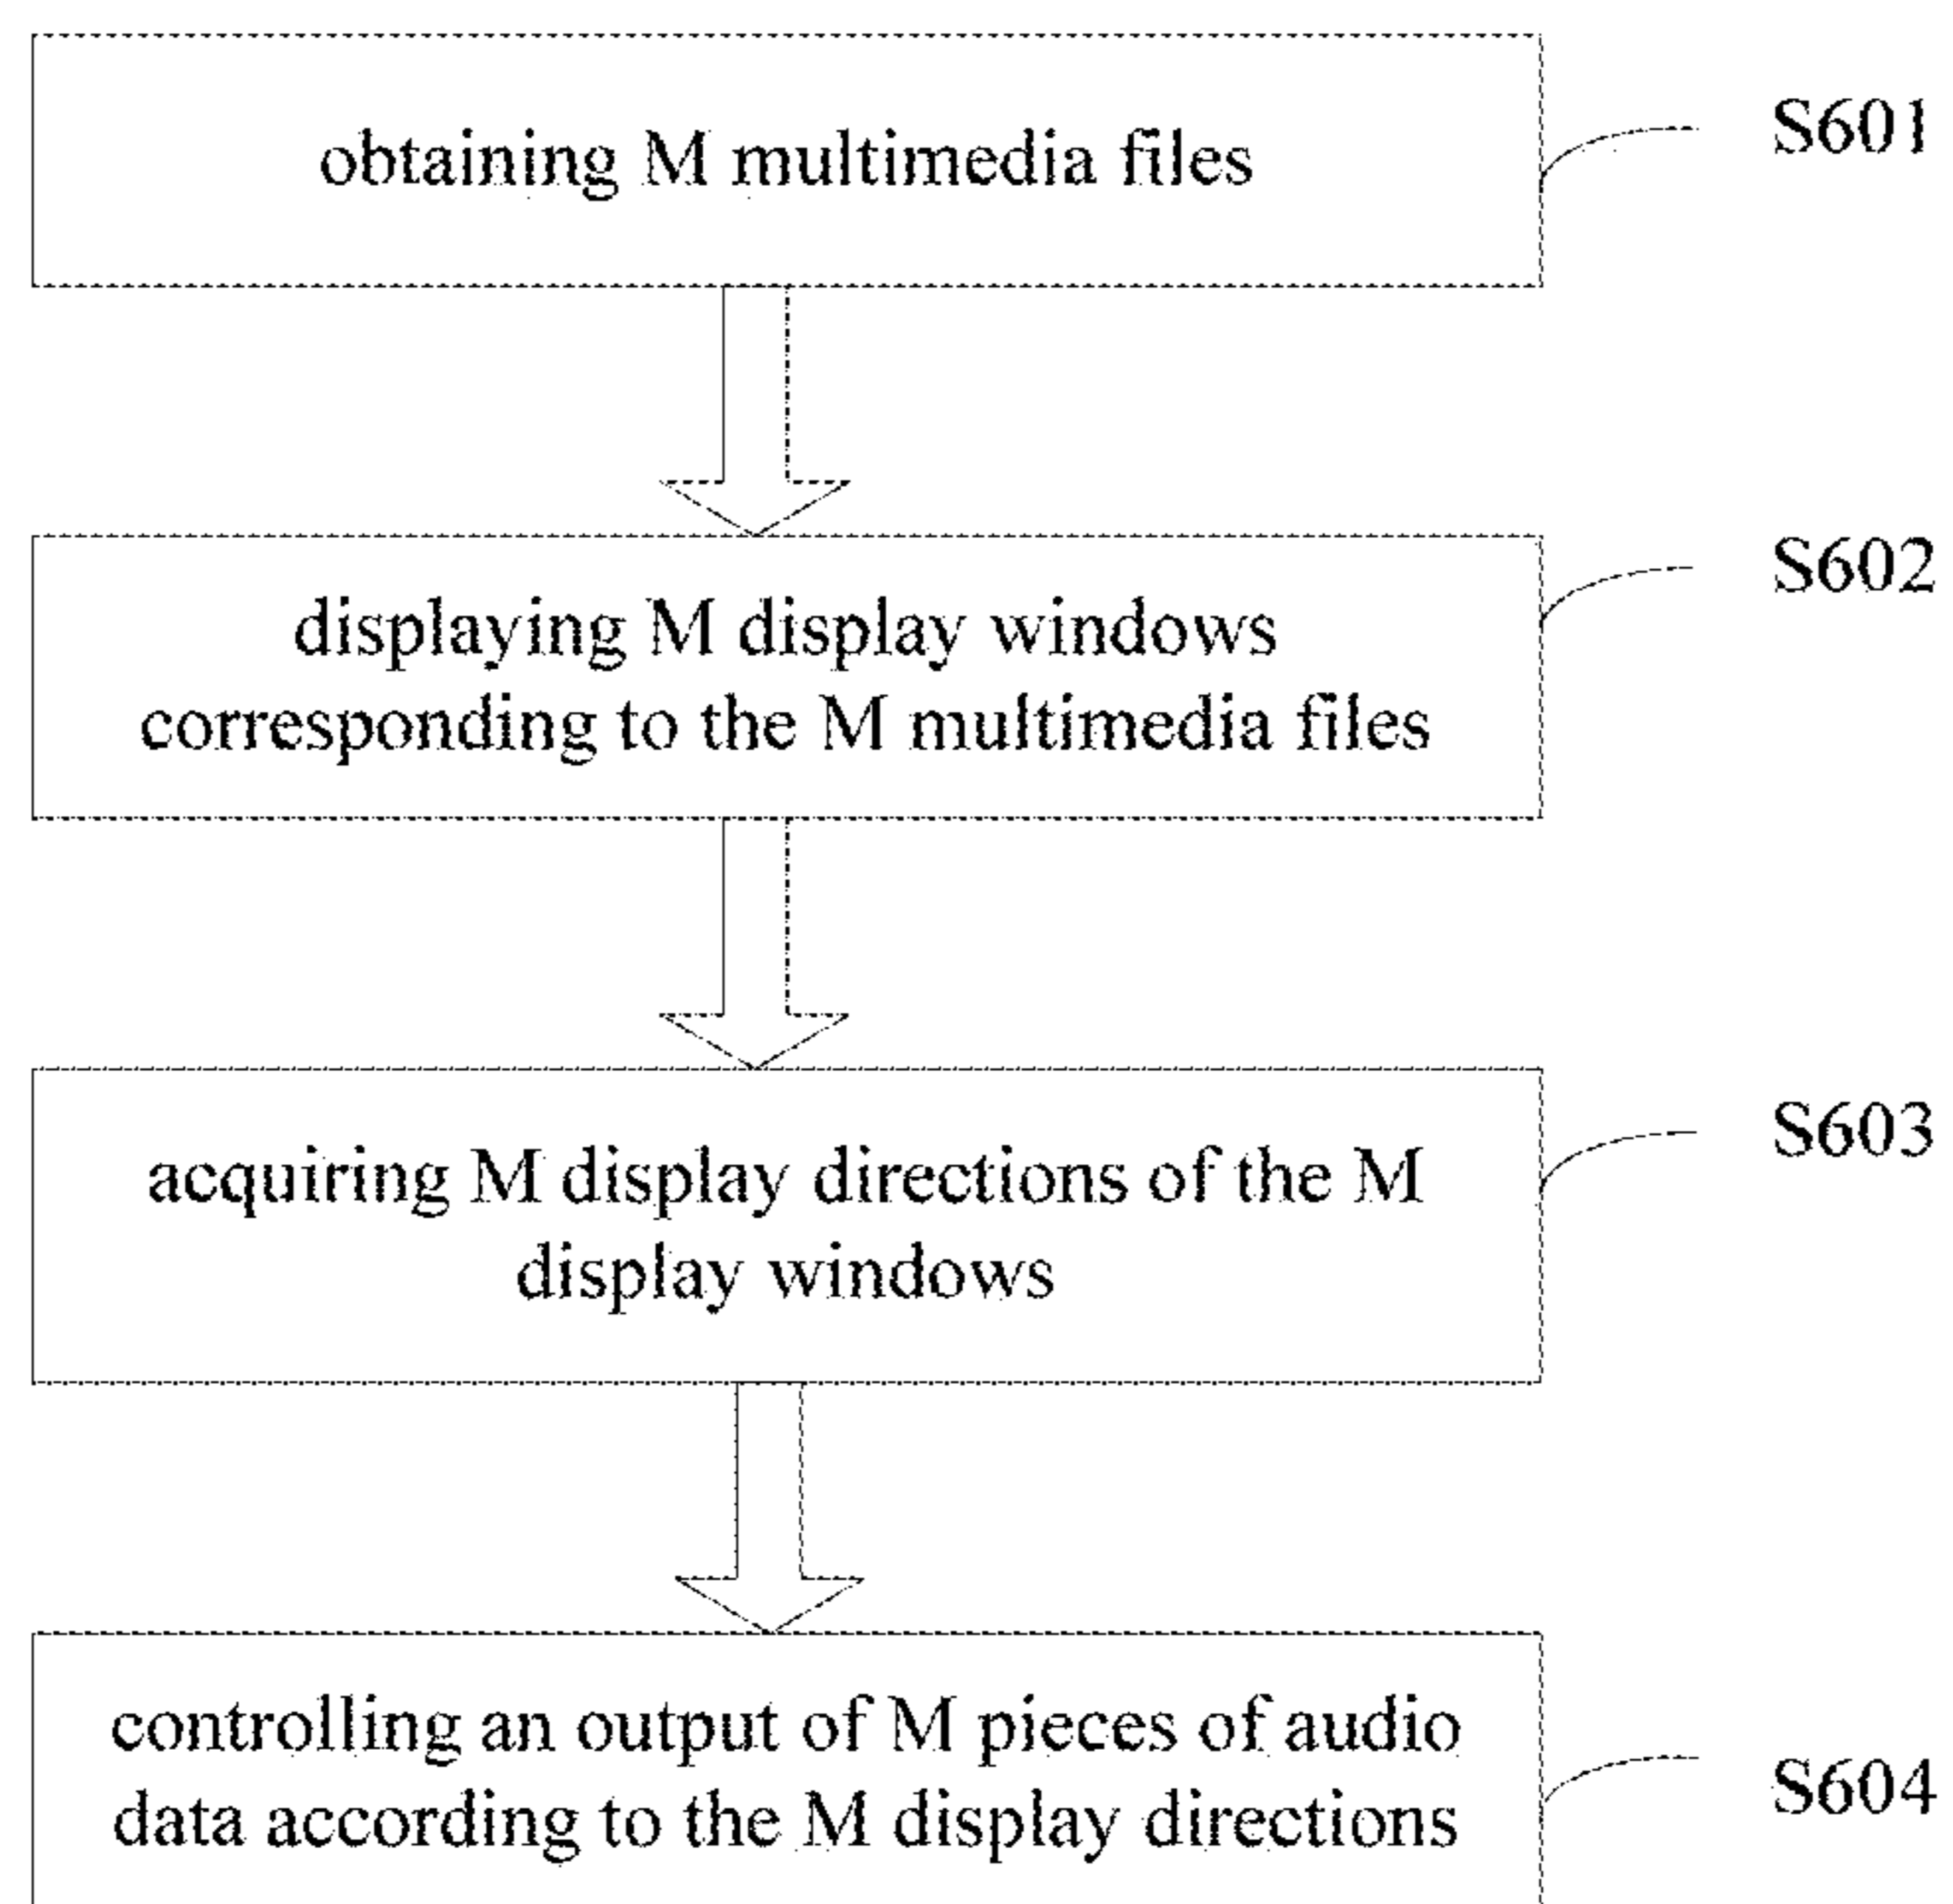 obtaining M multimedia files
S601
displaying M display windows
corresponding to the M multimedia files
S602
acquiring M display directions of the M
display windows
S603
controlling an output of M pieces of audio
data according to the M display directions
S604